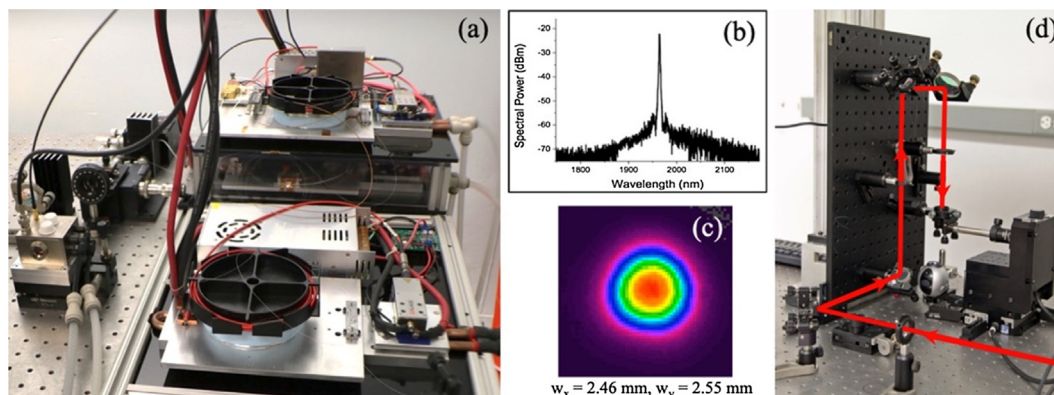 (a)
(b)
Spectral Power (dBm)
-20
-30
-40
-50
-60
-70
1800
1900
2000
2100
Wavelength (nm)
(c)
wx = 2.46 mm, wy = 2.55 mm
(d)